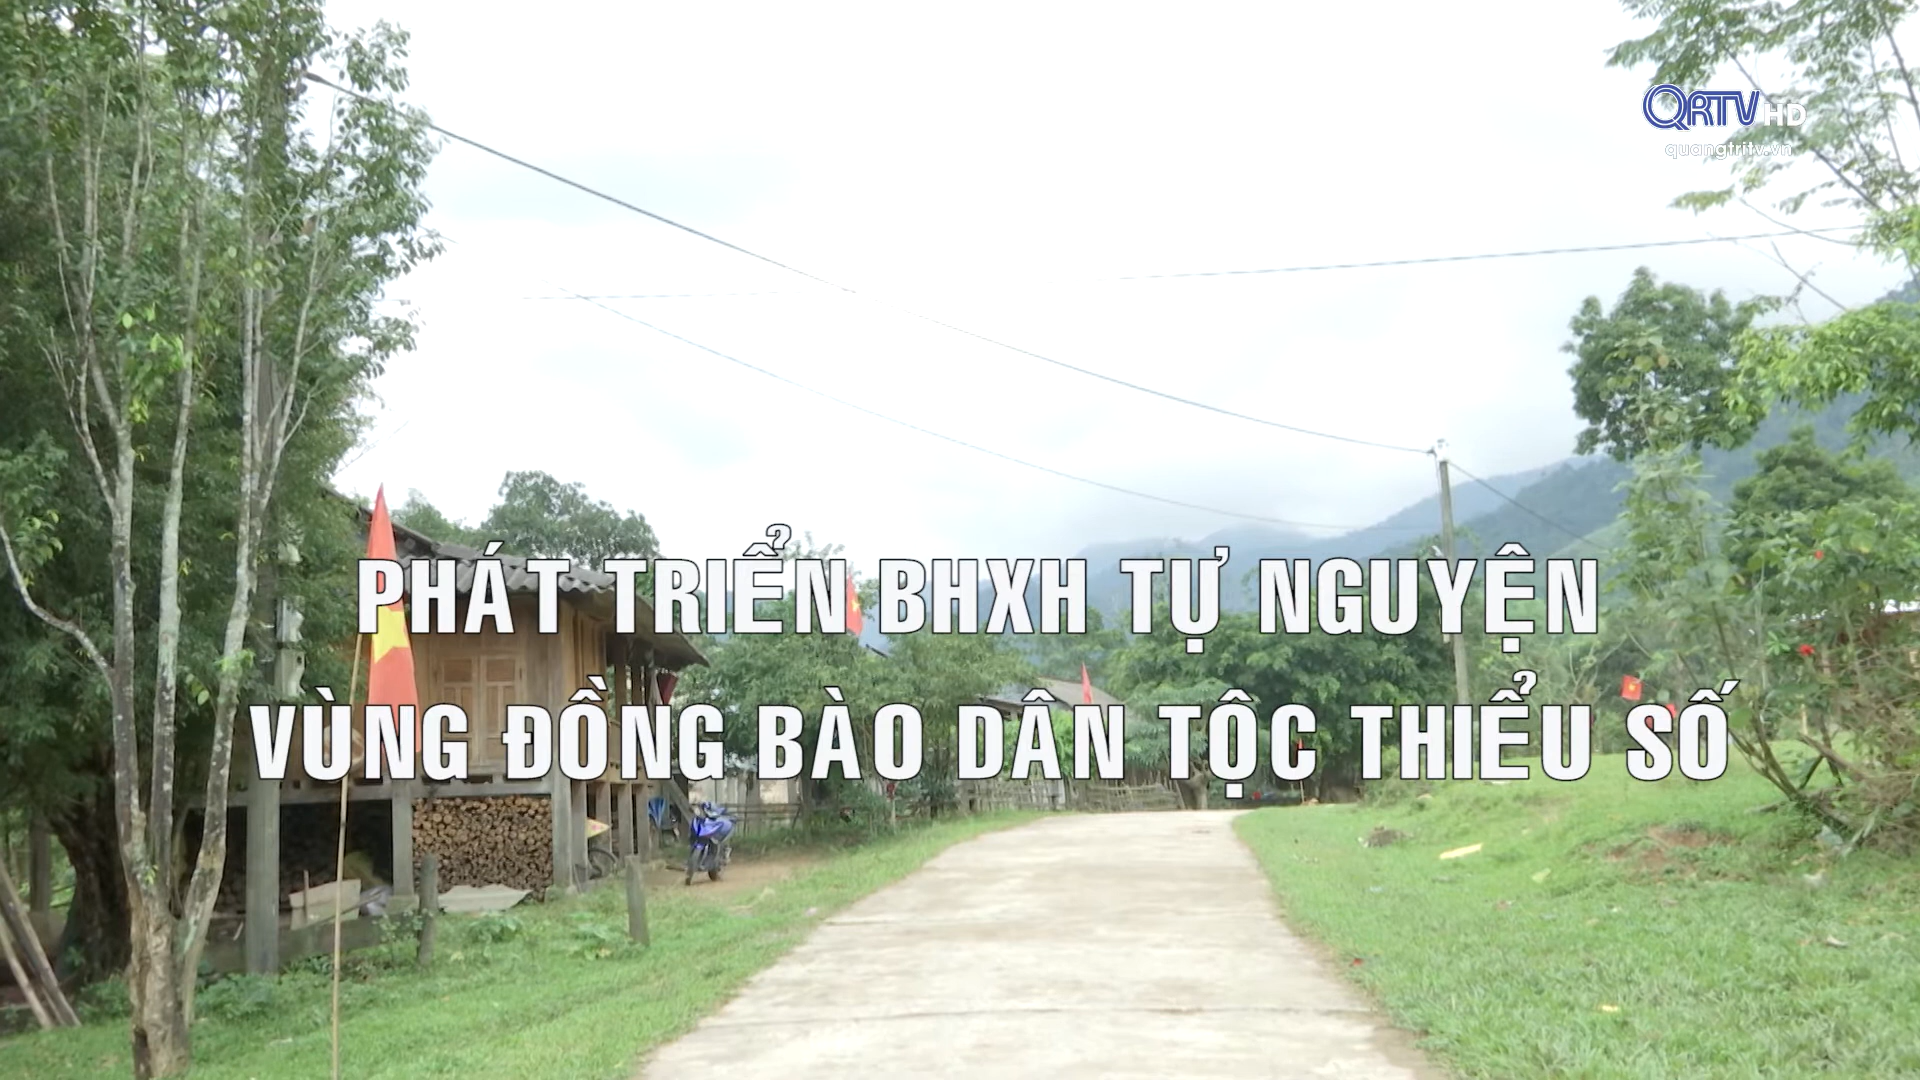 QRTV HD
quangtritv.vn
PHÁT TRIỂN BHXH TỰ NGUYỆN
VÙNG ĐỒNG BÀO DÂN TỘC THIỂU SỐ